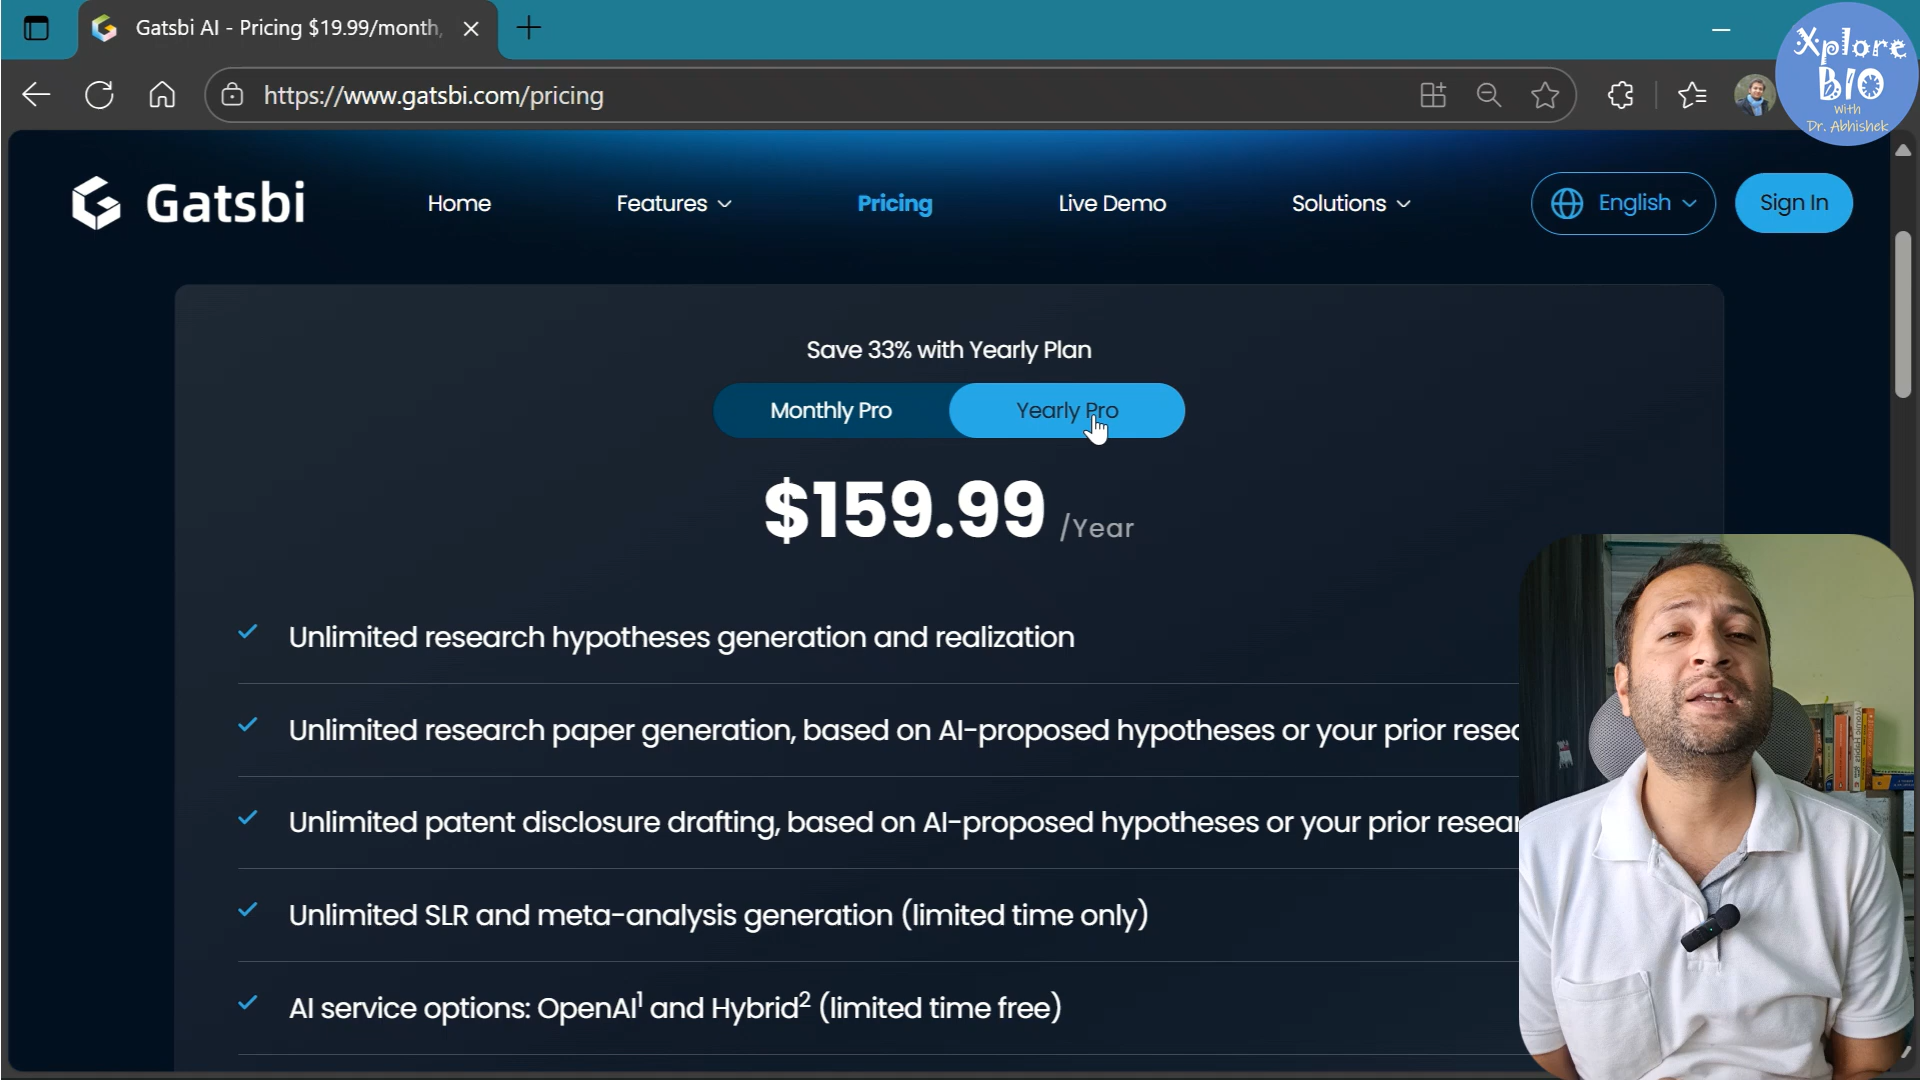 Gatsbi AI - Pricing $19.99/month,
https://www.gatsbi.com/pricing
Xplore
BIO
With
Dr. Abhishek
Gatsbi
Home
Features
Pricing
Live Demo
Solutions
English
Sign In
Save 33% with Yearly Plan
Monthly Pro
Yearly Pro
$159.99 /Year
Unlimited research hypotheses generation and realization
Unlimited research paper generation, based on AI-proposed hypotheses or your prior resea
Unlimited patent disclosure drafting, based on AI-proposed hypotheses or your prior resear
Unlimited SLR and meta-analysis generation (limited time only)
AI service options: OpenAI¹ and Hybrid² (limited time free)